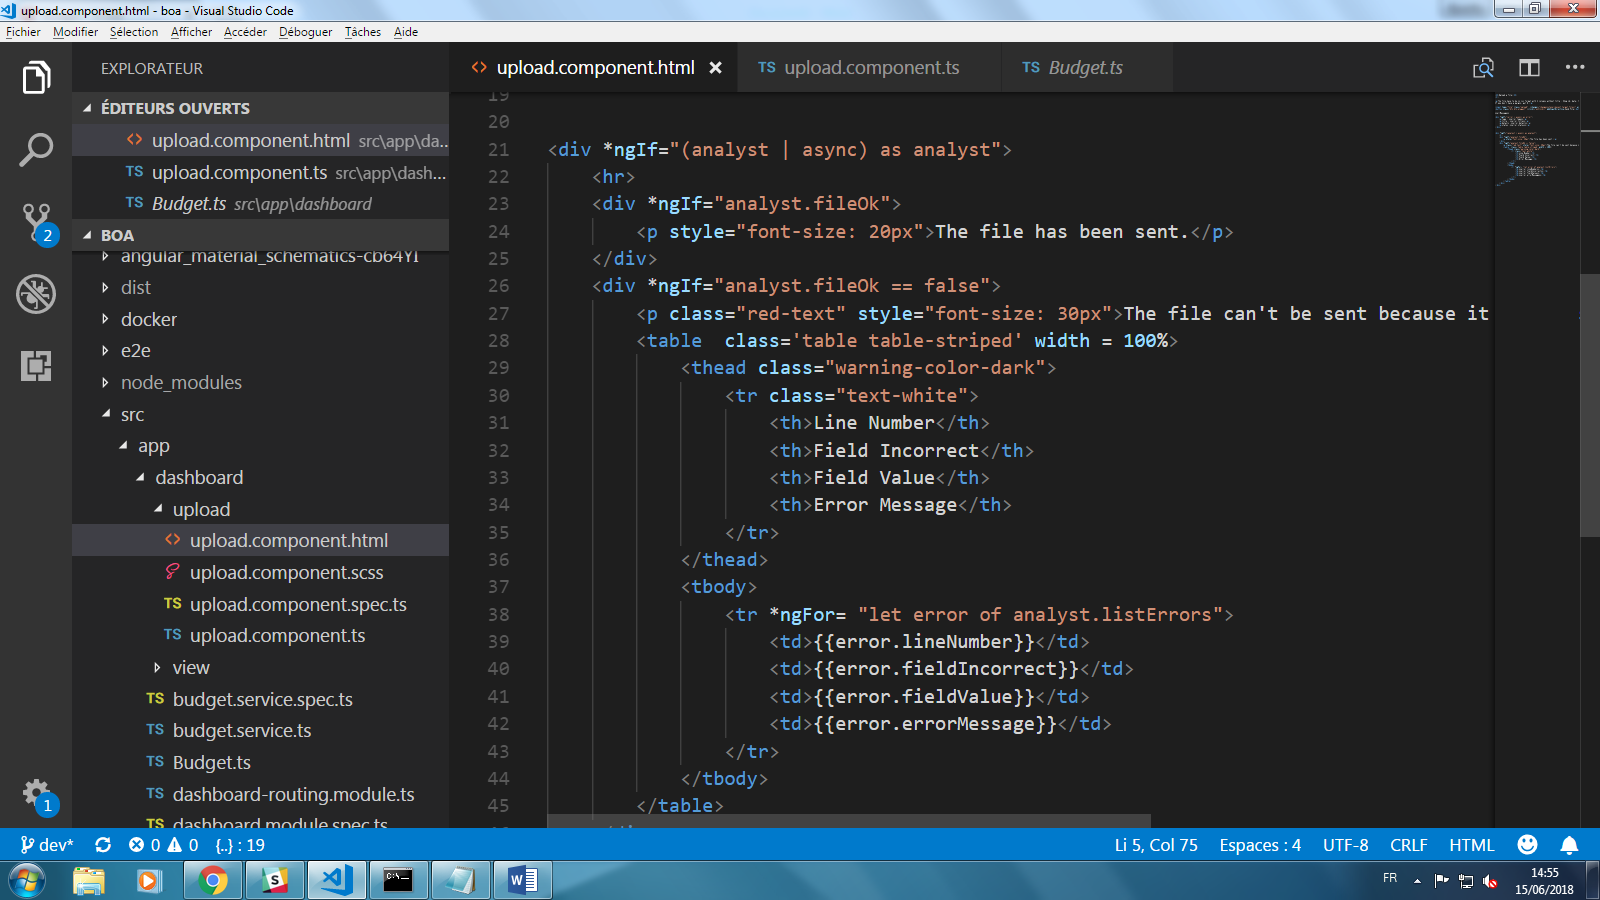 upload.component.html - boa - Visual Studio Code
Fichier Modifier Sélection Afficher Accéder Déboguer Tâches Aide
EXPLORATEUR
ÉDITEURS OUVERTS
upload.component.html src\app\da...
TS upload.component.ts src\app\dash...
TS Budget.ts src\app\dashboard
BOA
angular_material_schematics-cb64YI
dist
docker
e2e
node_modules
src
app
dashboard
upload
<> upload.component.html
upload.component.scss
TS upload.component.spec.ts
TS upload.component.ts
view
TS budget.service.spec.ts
TS budget.service.ts
TS Budget.ts
TS dashboard-routing.module.ts
TS dashboard.module.spec.ts
2
1
<> upload.component.html × TS upload.component.ts TS Budget.ts
19
20
21 <div *ngIf="(analyst | async) as analyst">
22 <hr>
23 <div *ngIf="analyst.fileOk">
24 <p style="font-size: 20px">The file has been sent.</p>
25 </div>
26 <div *ngIf="analyst.fileOk == false">
27 <p class="red-text" style="font-size: 30px">The file can't be sent because it
28 <table  class='table table-striped' width = 100%>
29 <thead class="warning-color-dark">
30 <tr class="text-white">
31 <th>Line Number</th>
32 <th>Field Incorrect</th>
33 <th>Field Value</th>
34 <th>Error Message</th>
35 </tr>
36 </thead>
37 <tbody>
38 <tr *ngFor= "let error of analyst.listErrors">
39 <td>{{error.lineNumber}}</td>
40 <td>{{error.fieldIncorrect}}</td>
41 <td>{{error.fieldValue}}</td>
42 <td>{{error.errorMessage}}</td>
43 </tr>
44 </tbody>
45 </table>
dev* 0 0 {..} : 19 Li 5, Col 75 Espaces : 4 UTF-8 CRLF HTML
FR 14:55
15/06/2018